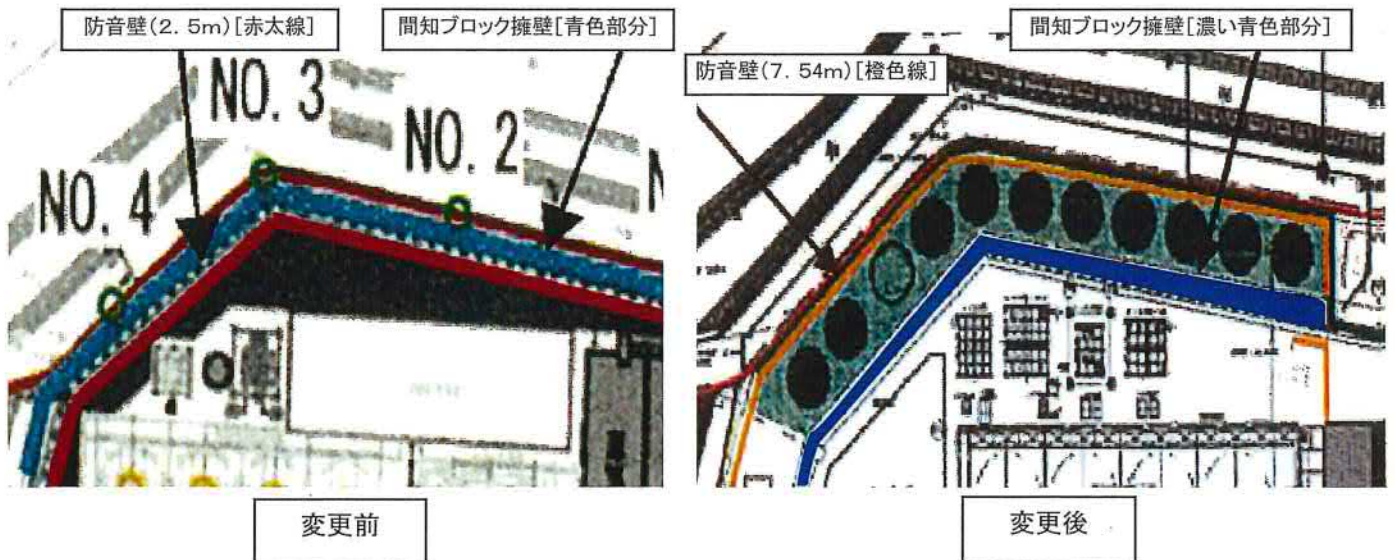 防音壁(2.5m)[赤太線]
間知ブロック擁壁[青色部分]
NO. 3
NO. 2
NO. 4
N
変更前
間知ブロック擁壁[濃い青色部分]
防音壁(7.54m)[橙色線]
変更後